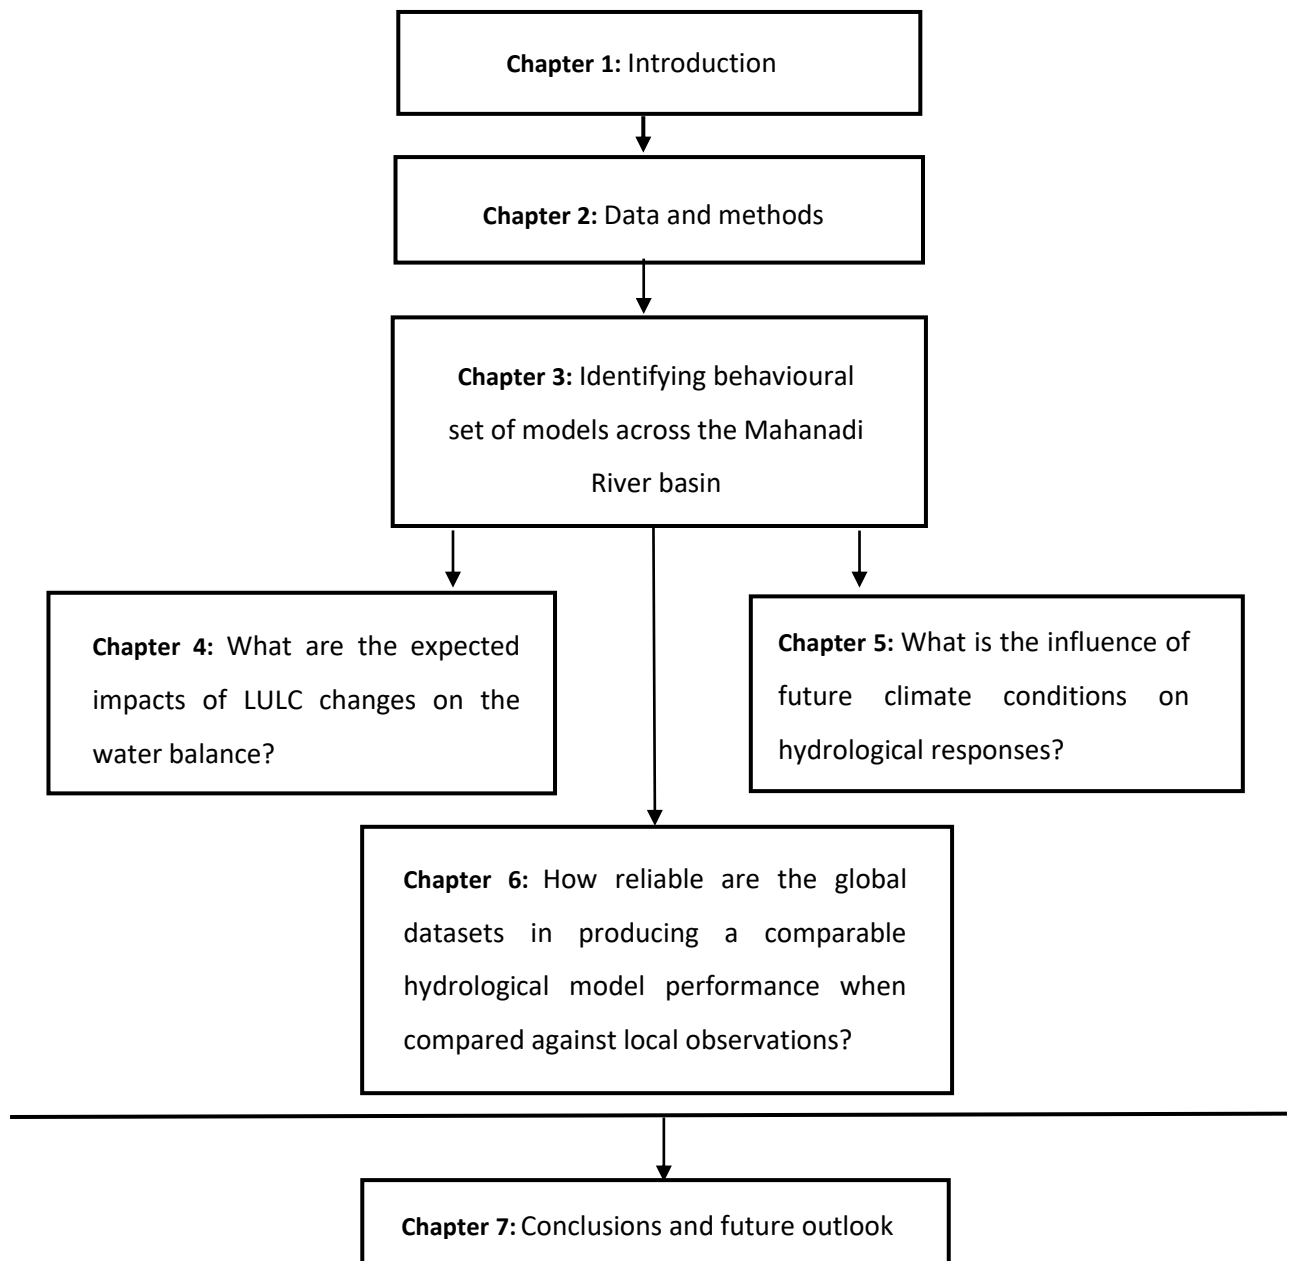 Chapter 1: Introduction
Chapter 2: Data and methods
Chapter 3: Identifying behavioural
set of models across the Mahanadi
River basin
Chapter 4: What are the expected
impacts of LULC changes on the
water balance?
Chapter 5: What is the influence of
future climate conditions on
hydrological responses?
Chapter 6: How reliable are the global
datasets in producing a comparable
hydrological model performance when
compared against local observations?
Chapter 7: Conclusions and future outlook